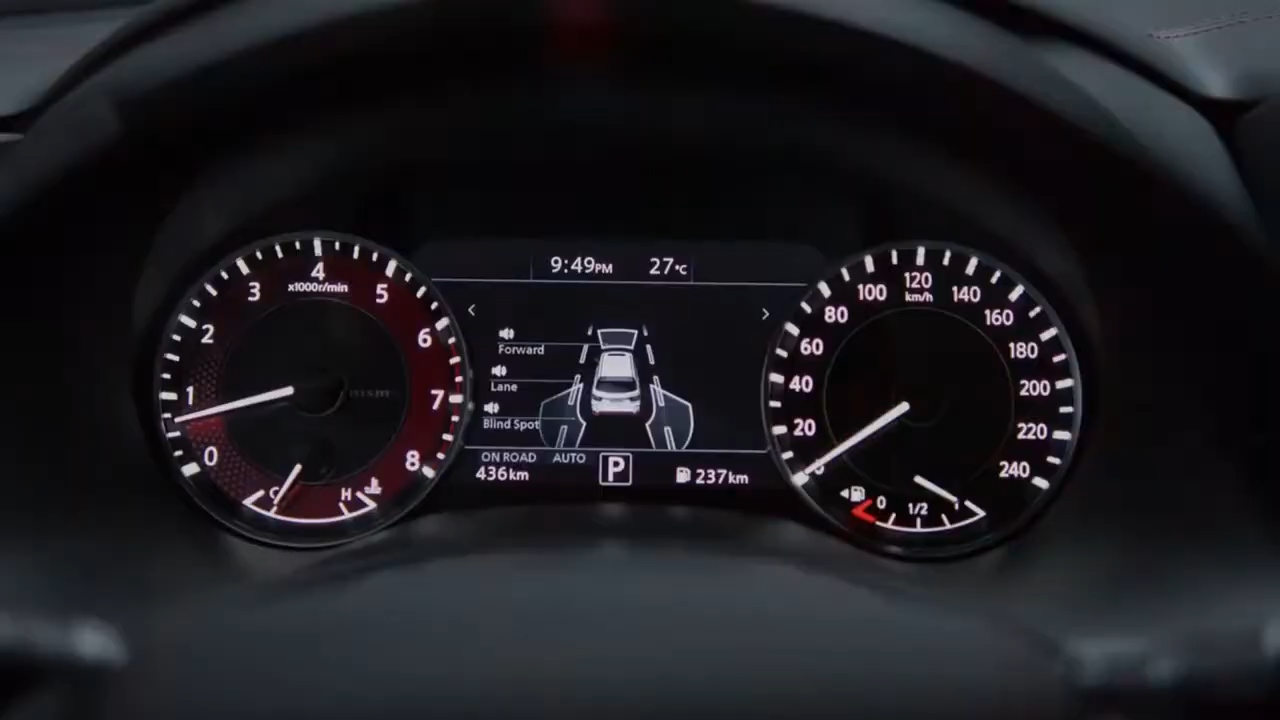 9:49PM 27°C
4
x1000r/min
3 5
2 6
1 7
0 8
C H
Forward
Lane
Blind Spot
ON ROAD AUTO
436km P 237km
120
km/h
100 140
80 160
60 180
40 200
20 220
0 240
0 1/2 1